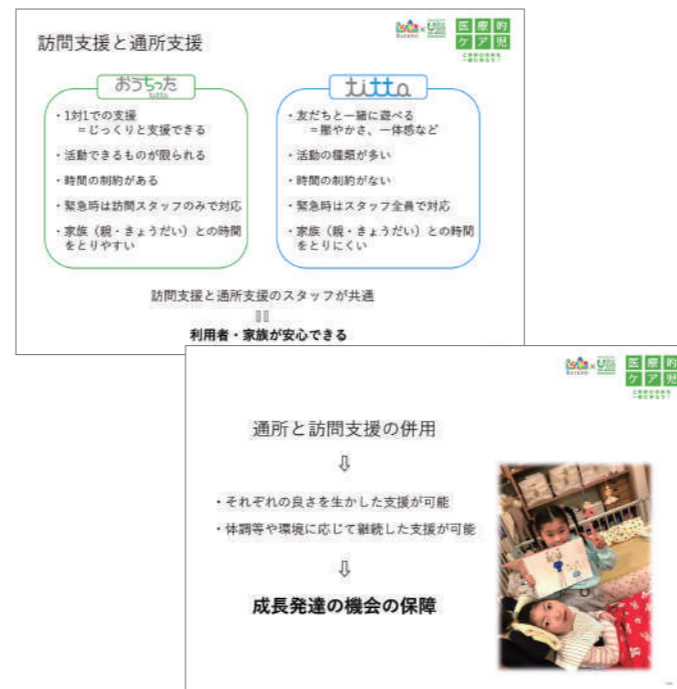 訪問支援と通所支援
医療的
ケア児
おうちった
titta
・1対1での支援
＝じっくりと支援できる
・活動できるものが限られる
・時間の制約がある
・緊急時は訪問スタッフのみで対応
・家族（親・きょうだい）との時間
をとりやすい
titta
・友だちと一緒に遊べる
＝賑やかさ、一体感など
・活動の種類が多い
・時間の制約がない
・緊急時はスタッフ全員で対応
・家族（親・きょうだい）との時間
をとりにくい
訪問支援と通所支援のスタッフが共通
利用者・家族が安心できる
医療的
ケア児
通所と訪問支援の併用
⇩
・それぞれの良さを生かした支援が可能
・体調等や環境に応じて継続した支援が可能
⇩
成長発達の機会の保障